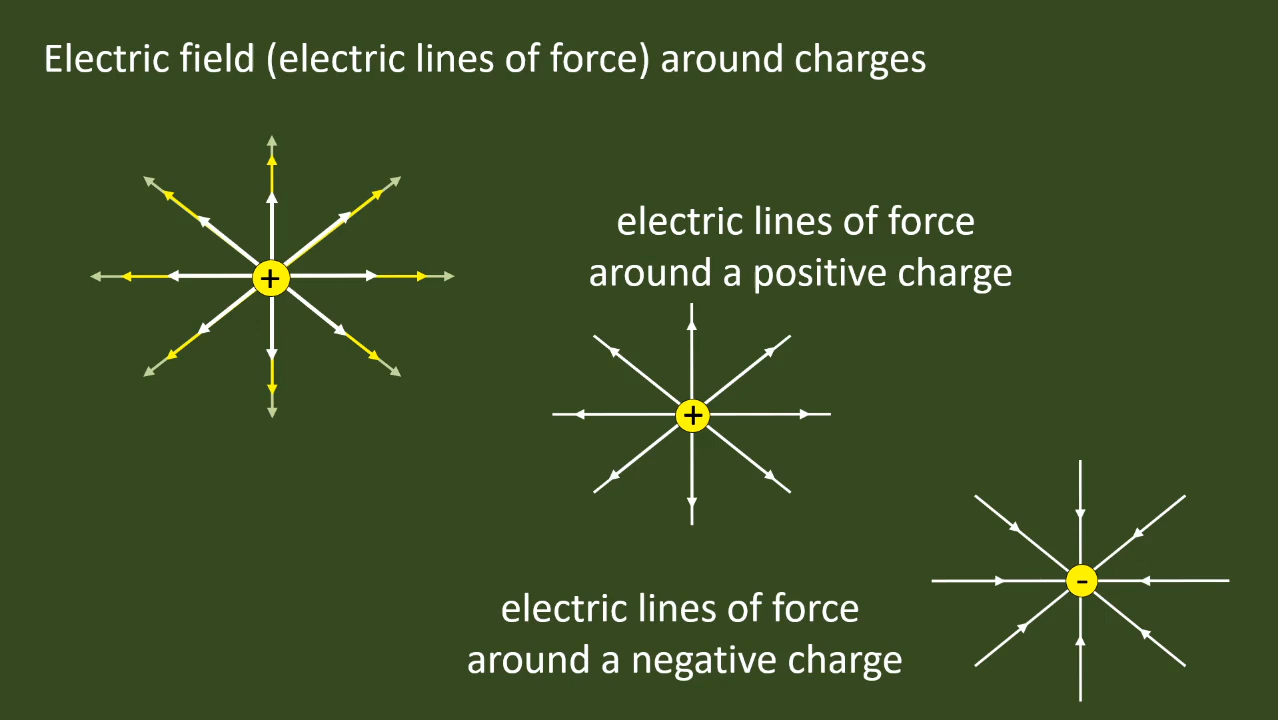 Electric field (electric lines of force) around charges
+
electric lines of force
around a positive charge
+
-
electric lines of force
around a negative charge